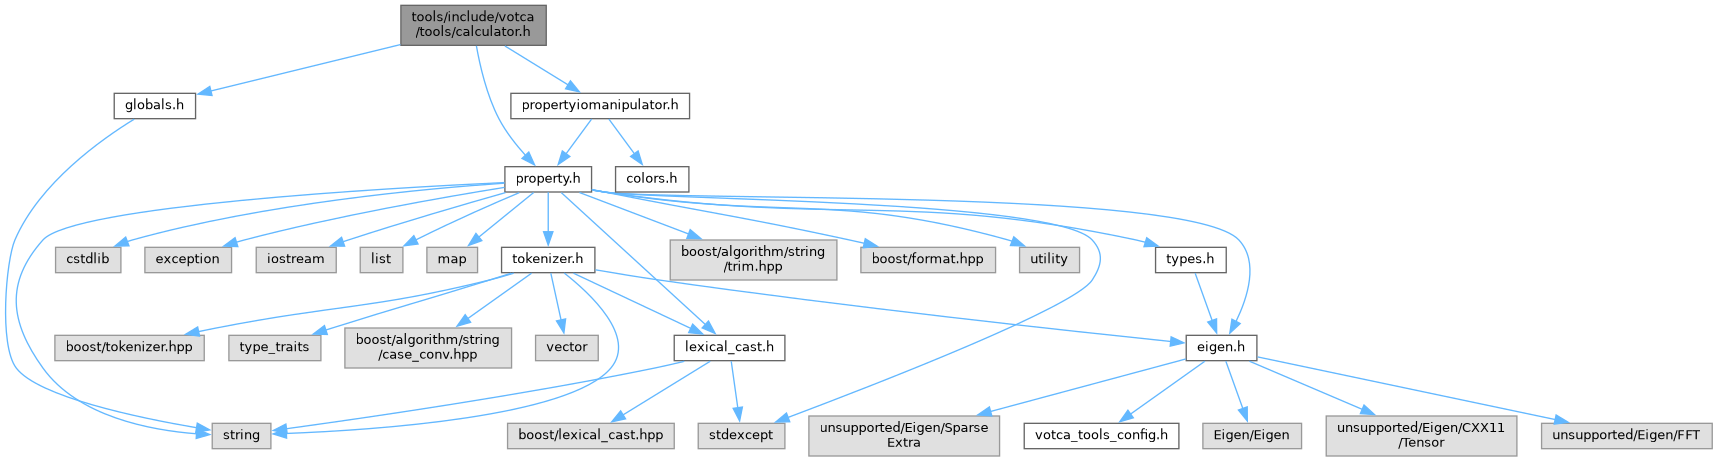 tools/include/votca
/tools/calculator.h
globals.h
propertyiomanipulator.h
property.h
colors.h
cstdlib
exception
iostream
list
map
tokenizer.h
boost/algorithm/string
/trim.hpp
boost/format.hpp
utility
types.h
boost/tokenizer.hpp
type_traits
boost/algorithm/string
/case_conv.hpp
vector
lexical_cast.h
eigen.h
string
boost/lexical_cast.hpp
stdexcept
unsupported/Eigen/Sparse
Extra
votca_tools_config.h
Eigen/Eigen
unsupported/Eigen/CXX11
/Tensor
unsupported/Eigen/FFT